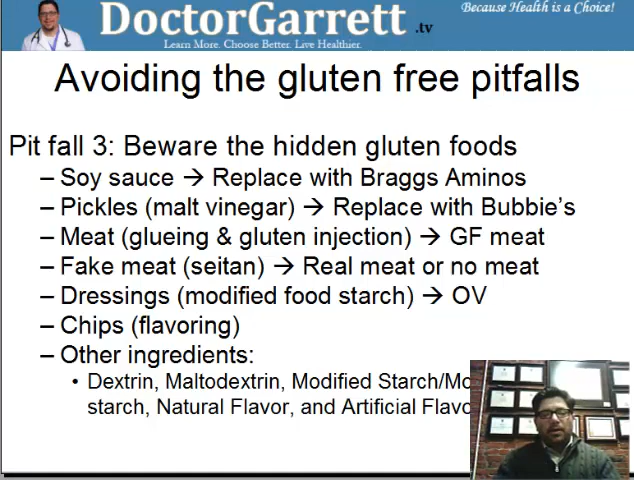 DoctorGarrett.tv
Because Health is a Choice!
Learn More. Choose Better. Live Healthier.
Avoiding the gluten free pitfalls
Pit fall 3: Beware the hidden gluten foods
– Soy sauce → Replace with Braggs Aminos
– Pickles (malt vinegar) → Replace with Bubbie's
– Meat (glueing & gluten injection) → GF meat
– Fake meat (seitan) → Real meat or no meat
– Dressings (modified food starch) → OV
– Chips (flavoring)
– Other ingredients:
• Dextrin, Maltodextrin, Modified Starch/Mo
starch, Natural Flavor, and Artificial Flavo